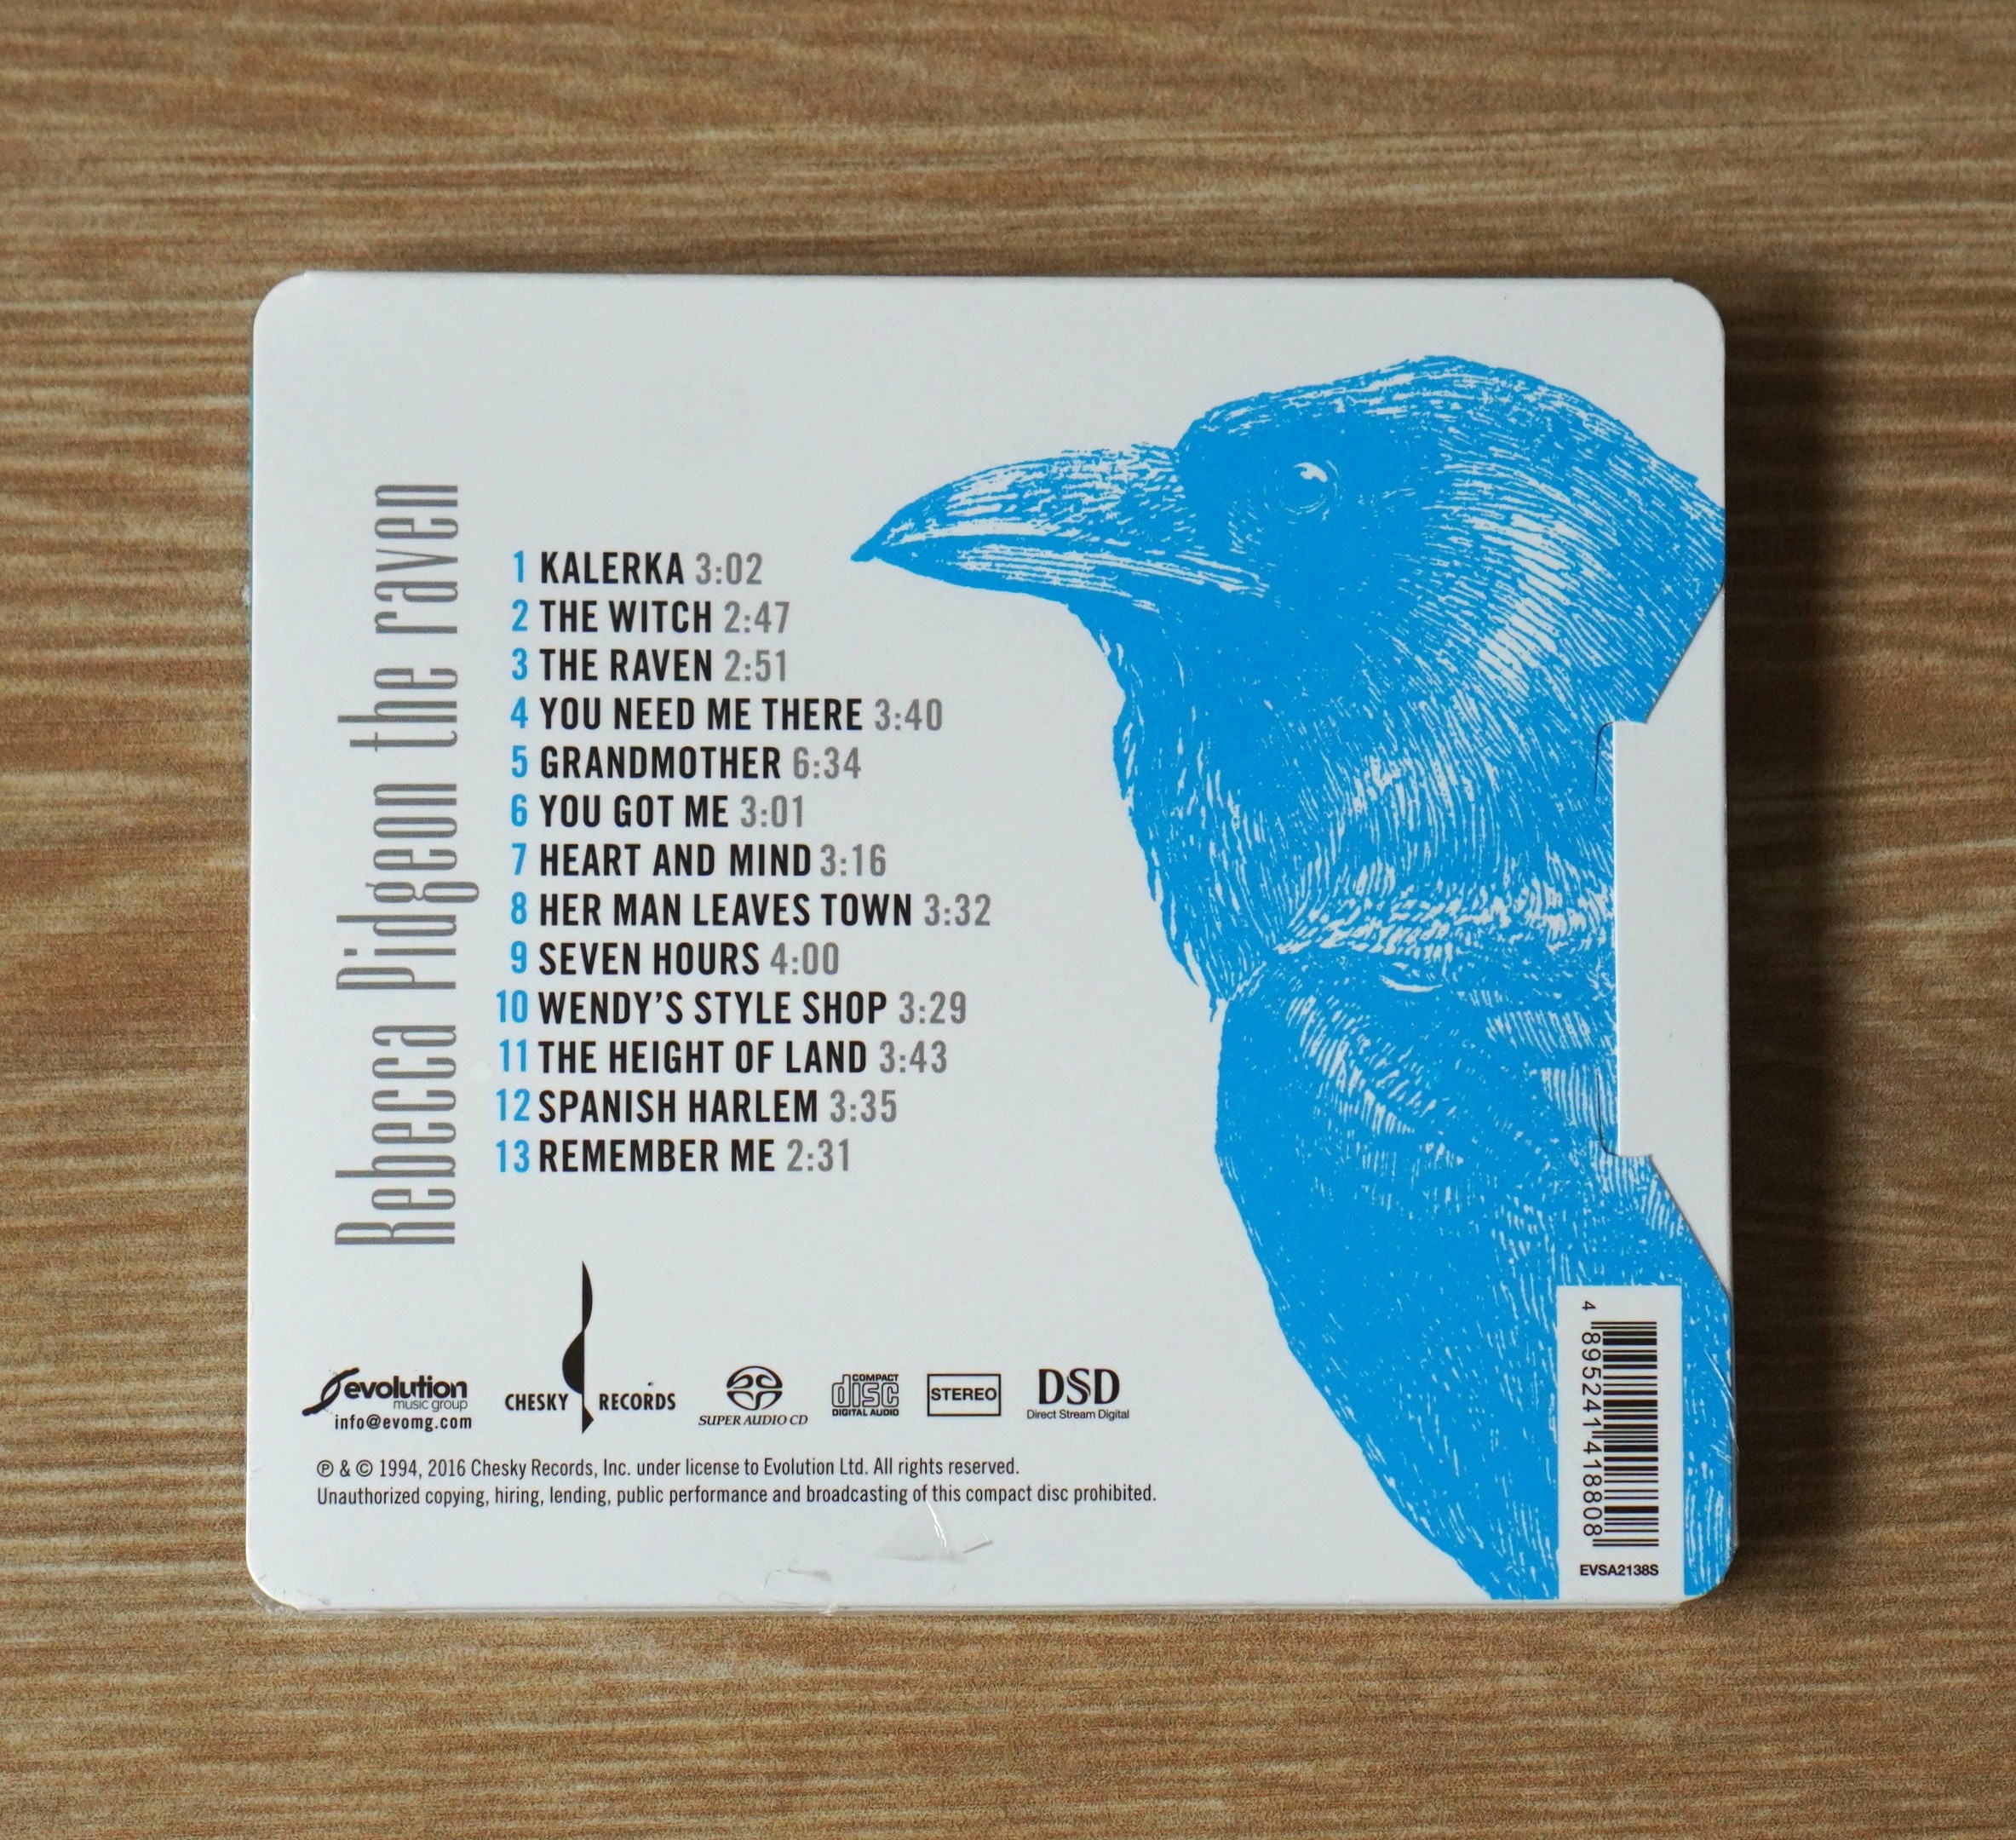 Rebecca Pidgeon the raven
1 KALERKA 3:02
2 THE WITCH 2:47
3 THE RAVEN 2:51
4 YOU NEED ME THERE 3:40
5 GRANDMOTHER 6:34
6 YOU GOT ME 3:01
7 HEART AND MIND 3:16
8 HER MAN LEAVES TOWN 3:32
9 SEVEN HOURS 4:00
10 WENDY'S STYLE SHOP 3:29
11 THE HEIGHT OF LAND 3:43
12 SPANISH HARLEM 3:35
13 REMEMBER ME 2:31
evolution
music group
info@evomg.com
CHESKY RECORDS
SUPER AUDIO CD
COMPACT
disc
DIGITAL AUDIO
STEREO
DSD
Direct Stream Digital
℗ & © 1994, 2016 Chesky Records, Inc. under license to Evolution Ltd. All rights reserved.
Unauthorized copying, hiring, lending, public performance and broadcasting of this compact disc prohibited.
4 895241 418808
EVSA2138S